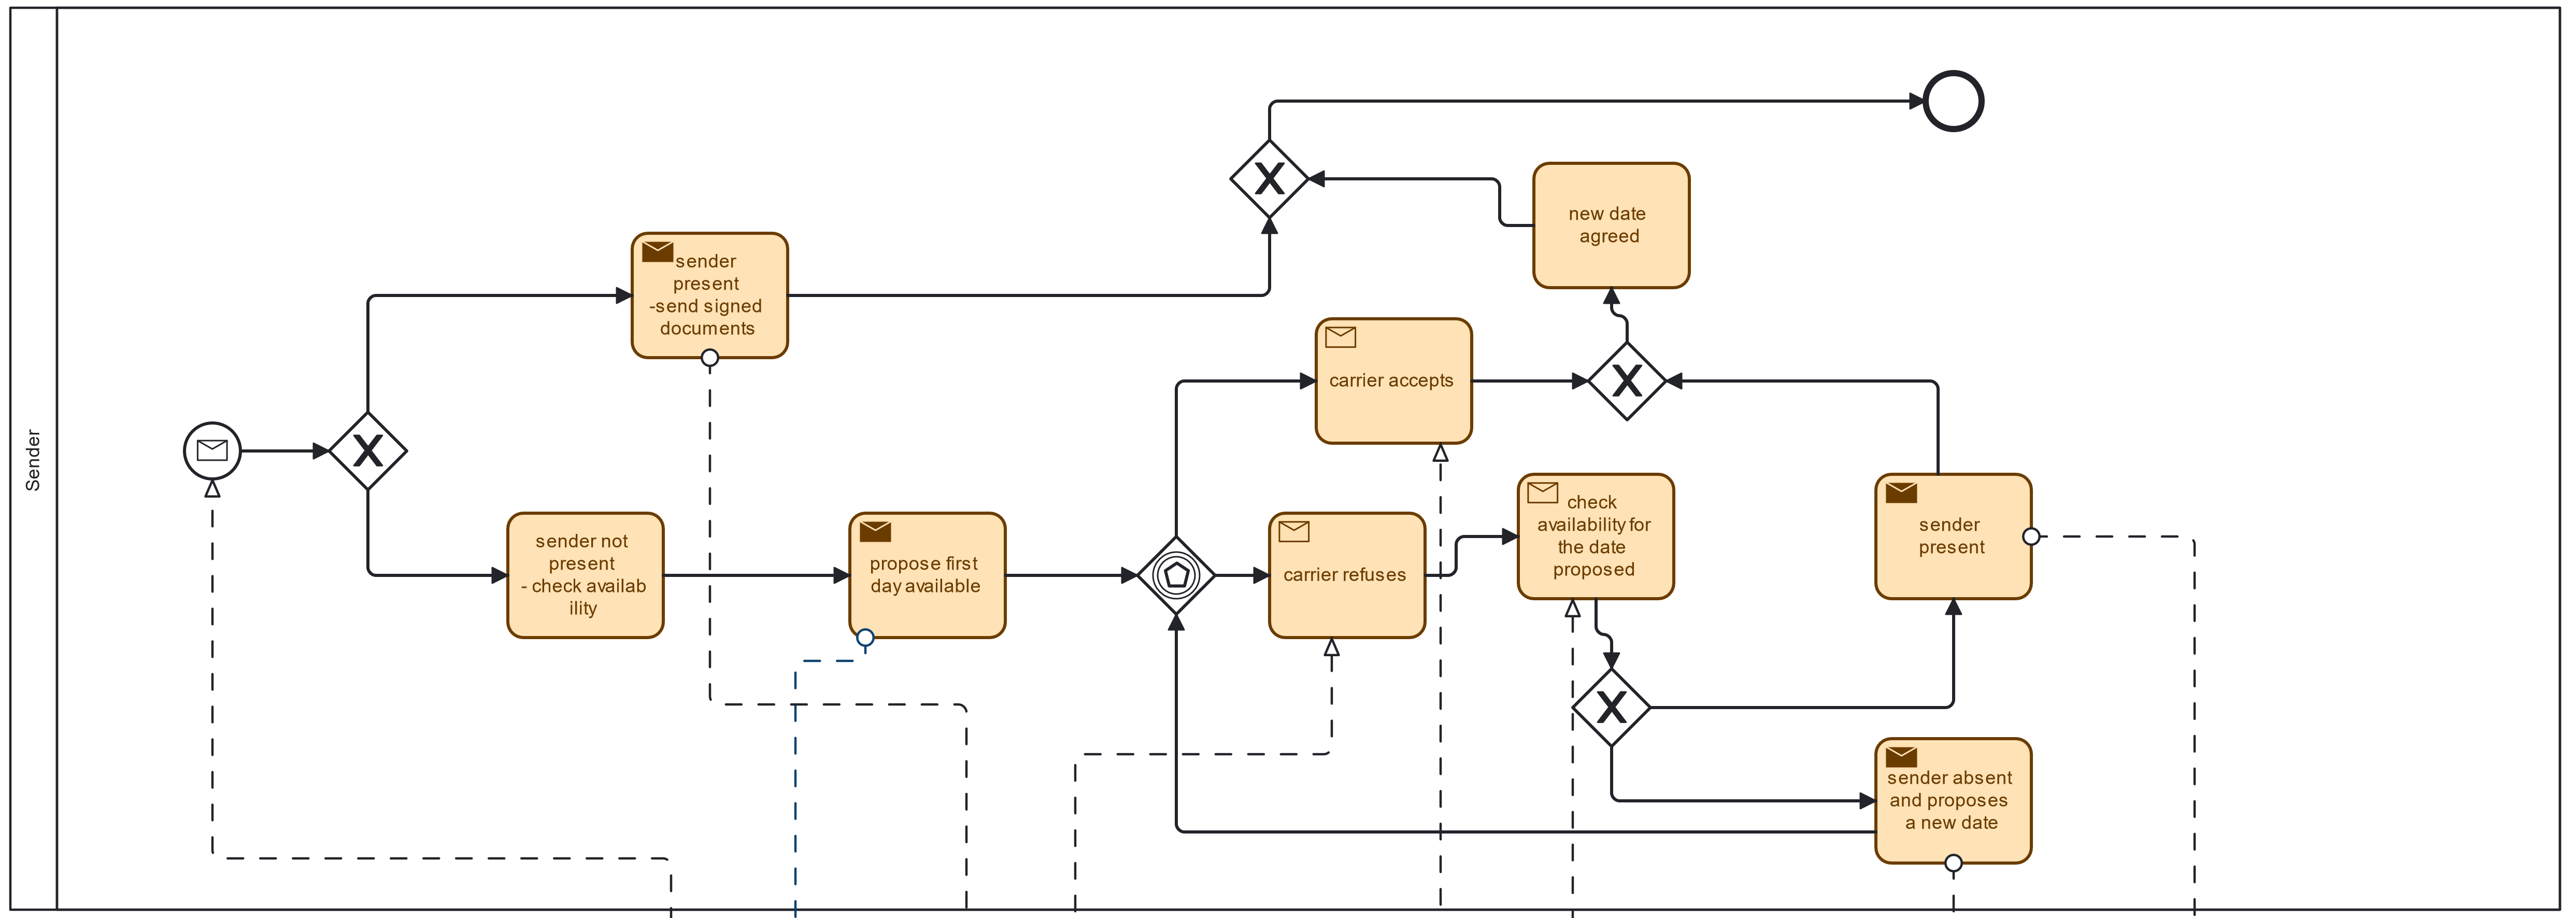 Sender
new date
agreed
sender
present
-send signed
documents
carrier accepts
check
availability for
the date
proposed
sender
present
sender not
present
- check availab
ility
propose first
day available
carrier refuses
sender absent
and proposes
a new date